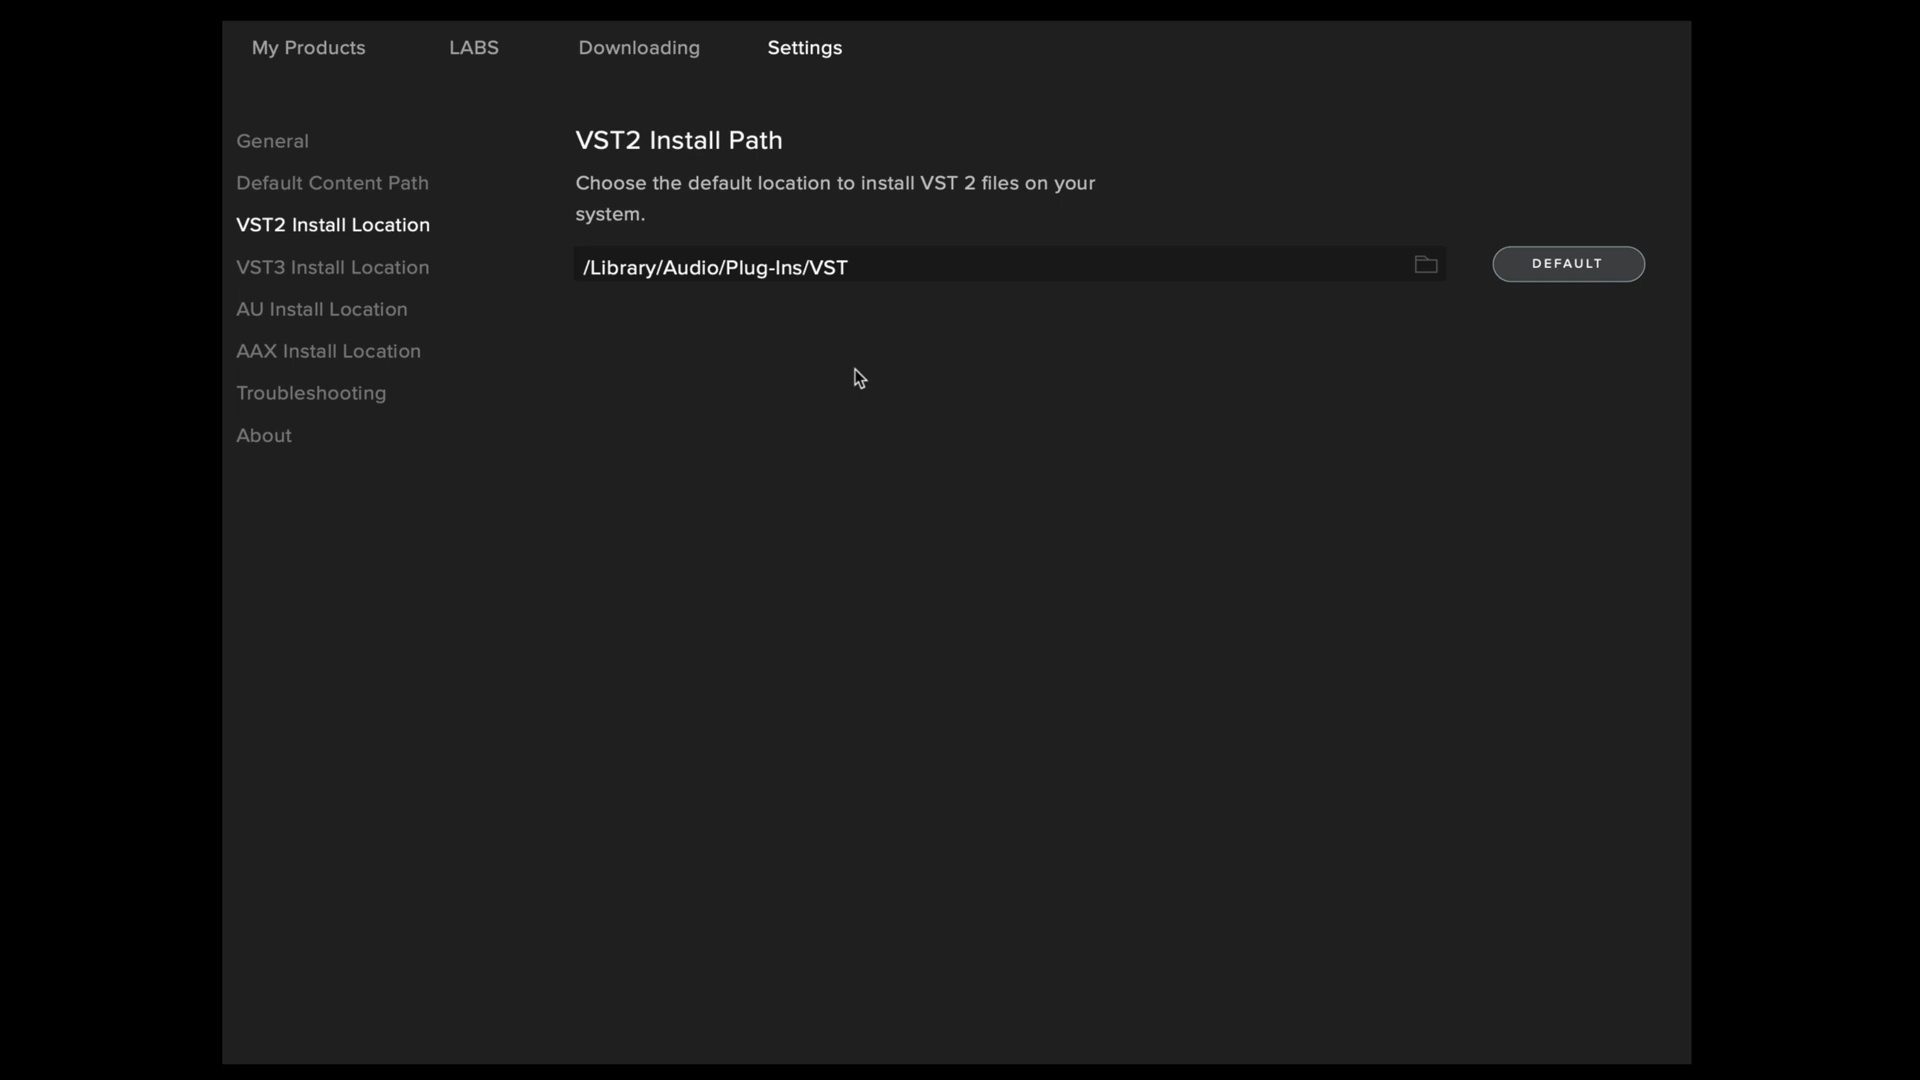 My Products
LABS
Downloading
Settings
General
Default Content Path
VST2 Install Location
VST3 Install Location
AU Install Location
AAX Install Location
Troubleshooting
About
VST2 Install Path
Choose the default location to install VST 2 files on your
system.
/Library/Audio/Plug-Ins/VST
DEFAULT